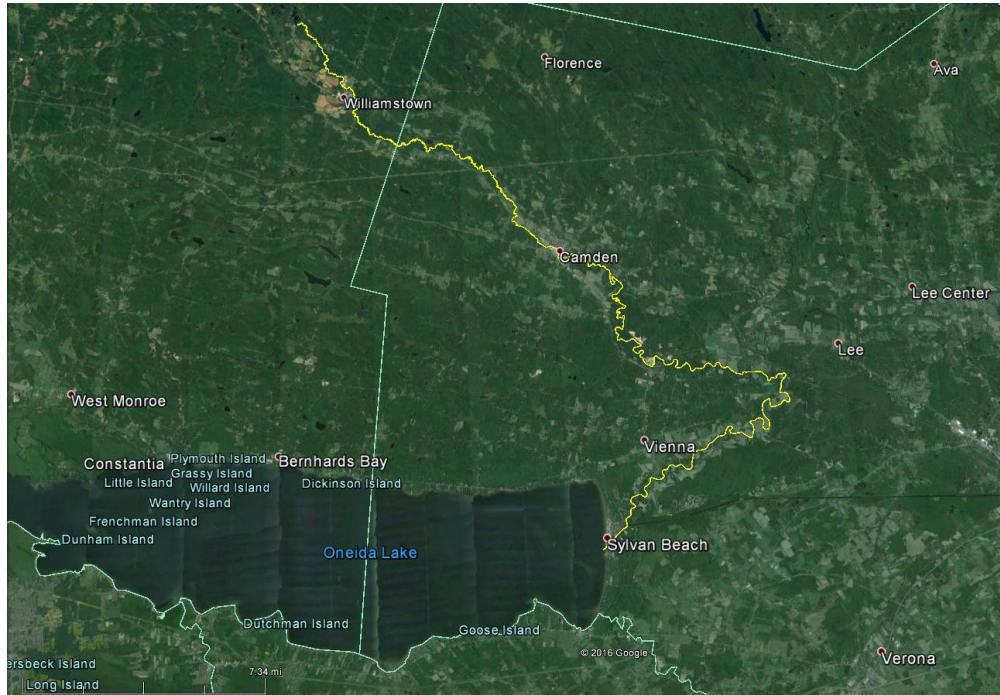 Florence
Ava
Williamstown
Camden
Lee Center
Lee
West Monroe
Vienna
Plymouth Island
Constantia
Bernhards Bay
Grassy Island
Little Island
Willard Island
Dickinson Island
Wantry Island
Frenchman Island
Dunham Island
Sylvan Beach
Oneida Lake
Dutchman Island
Goose Island
© 2016 Google
Verona
ersbeck Island
7.34 mi
Long Island